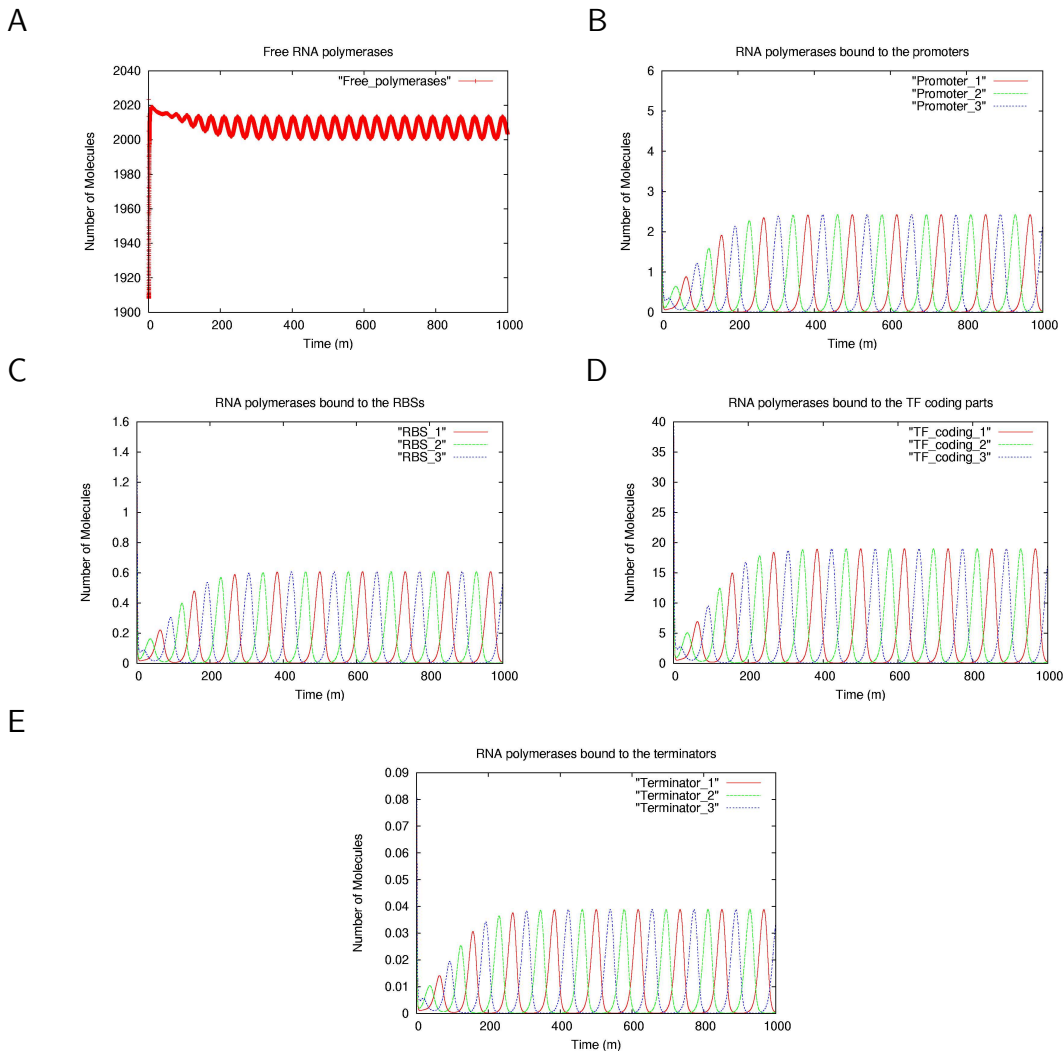 A
Free RNA polymerases
"Free_polymerases"
Number of Molecules
2040
2020
2000
1980
1960
1940
1920
1900
0 200 400 600 800 1000
Time (m)
B
RNA polymerases bound to the promoters
"Promoter_1"
"Promoter_2"
"Promoter_3"
Number of Molecules
6
5
4
3
2
1
0
0 200 400 600 800 1000
Time (m)
C
RNA polymerases bound to the RBSs
"RBS_1"
"RBS_2"
"RBS_3"
Number of Molecules
1.6
1.4
1.2
1
0.8
0.6
0.4
0.2
0
0 200 400 600 800 1000
Time (m)
D
RNA polymerases bound to the TF coding parts
"TF_coding_1"
"TF_coding_2"
"TF_coding_3"
Number of Molecules
40
35
30
25
20
15
10
5
0
0 200 400 600 800 1000
Time (m)
E
RNA polymerases bound to the terminators
"Terminator_1"
"Terminator_2"
"Terminator_3"
Number of Molecules
0.09
0.08
0.07
0.06
0.05
0.04
0.03
0.02
0.01
0
0 200 400 600 800 1000
Time (m)